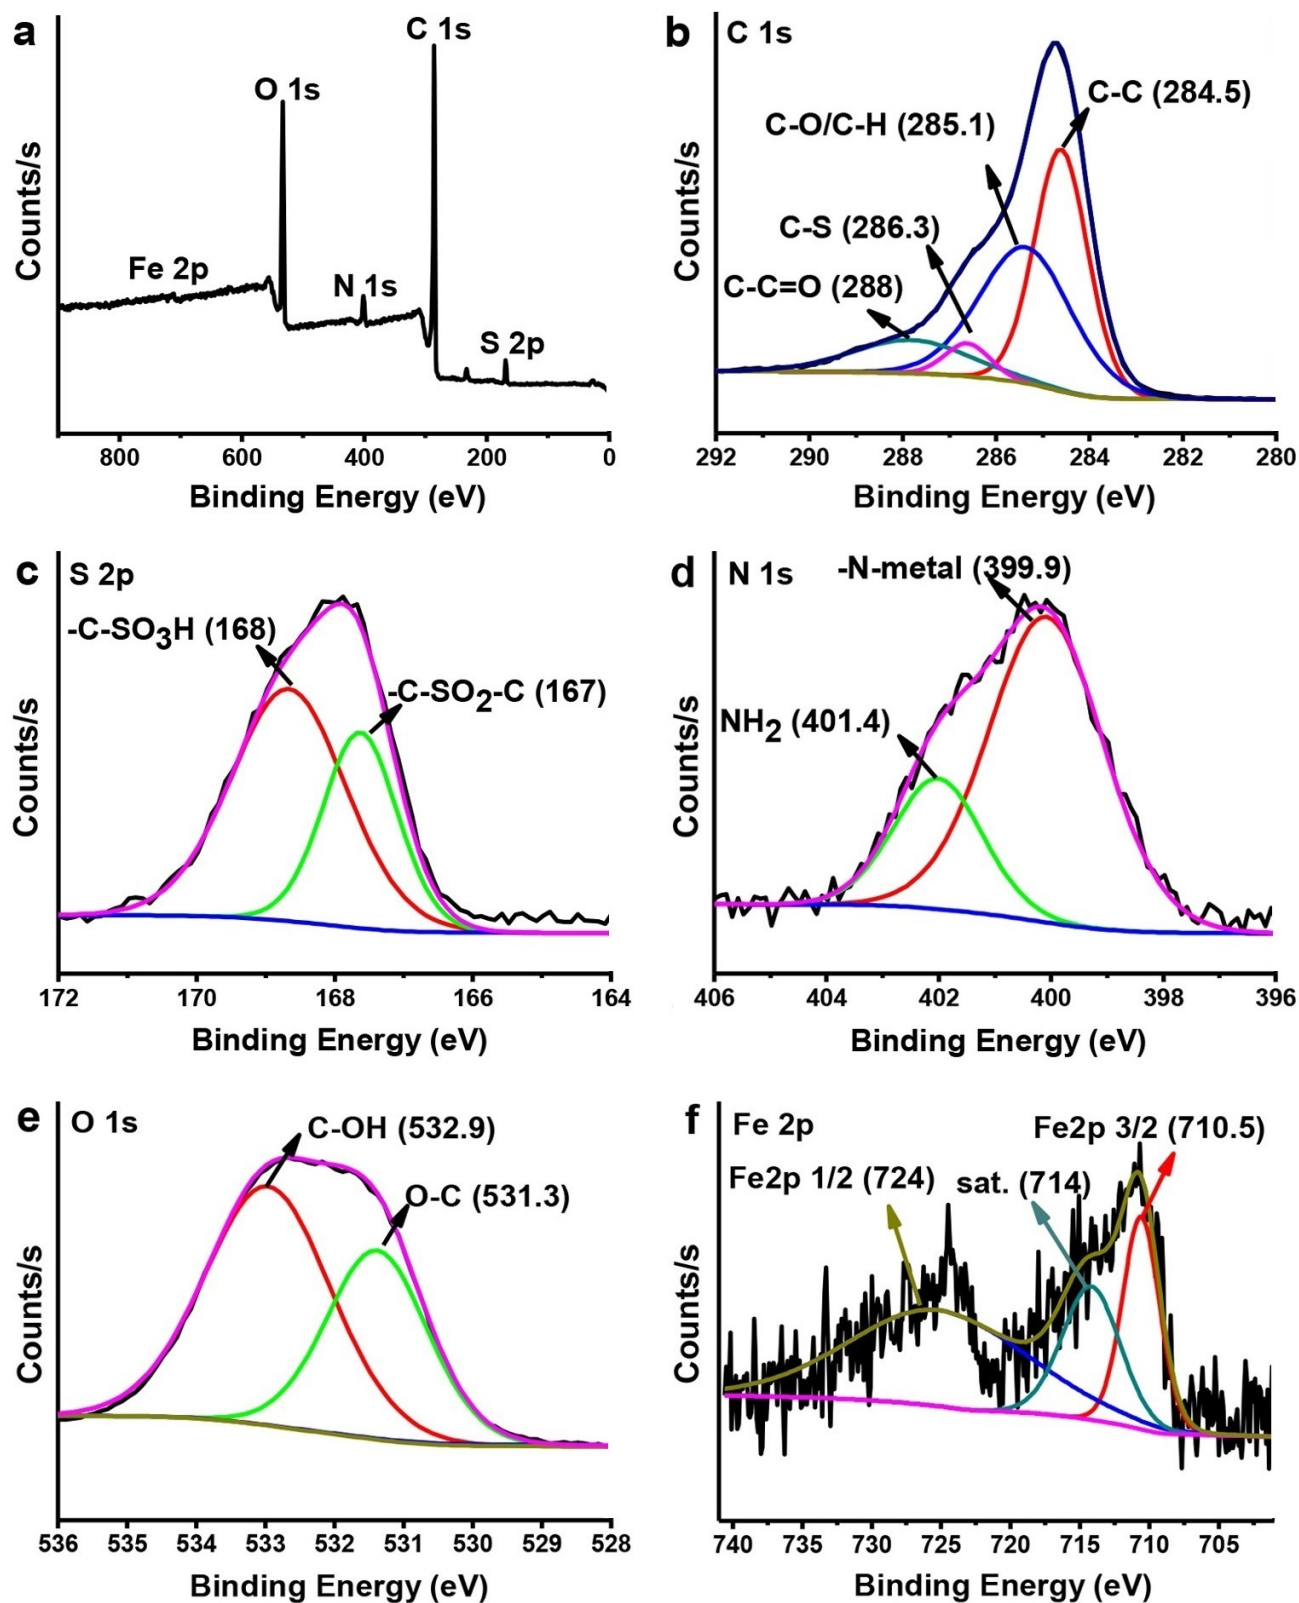 a
C 1s
O 1s
Fe 2p
N 1s
S 2p
Counts/s
800 600 400 200 0
Binding Energy (eV)
b
C 1s
C-C (284.5)
C-O/C-H (285.1)
C-S (286.3)
C-C=O (288)
Counts/s
292 290 288 286 284 282 280
Binding Energy (eV)
c
S 2p
-C-SO3H (168)
-C-SO2-C (167)
Counts/s
172 170 168 166 164
Binding Energy (eV)
d
N 1s
-N-metal (399.9)
NH2 (401.4)
Counts/s
406 404 402 400 398 396
Binding Energy (eV)
e
O 1s
C-OH (532.9)
O-C (531.3)
Counts/s
536 535 534 533 532 531 530 529 528
Binding Energy (eV)
f
Fe 2p
Fe2p 3/2 (710.5)
Fe2p 1/2 (724)
sat. (714)
Counts/s
740 735 730 725 720 715 710 705
Binding Energy (eV)